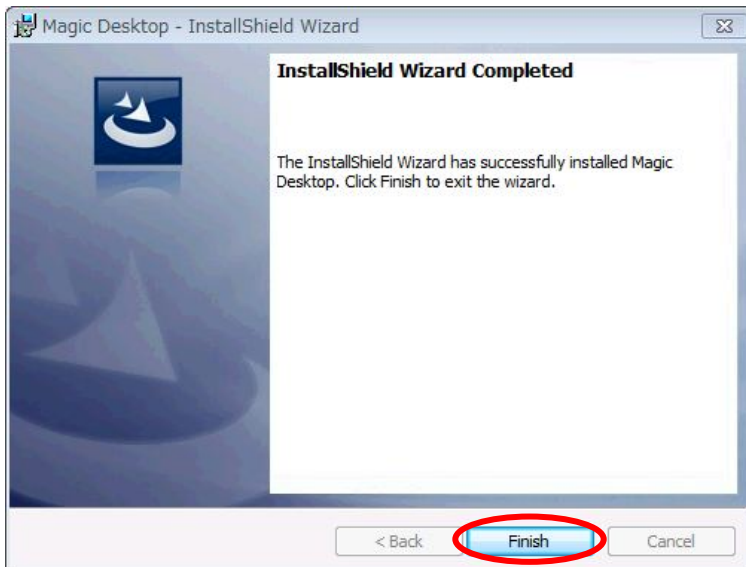 Magic Desktop - InstallShield Wizard
InstallShield Wizard Completed
The InstallShield Wizard has successfully installed Magic
Desktop. Click Finish to exit the wizard.
< Back
Finish
Cancel